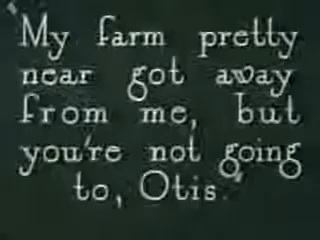 "My farm pretty
near got away
from me, but
you're not going
to, Otis."